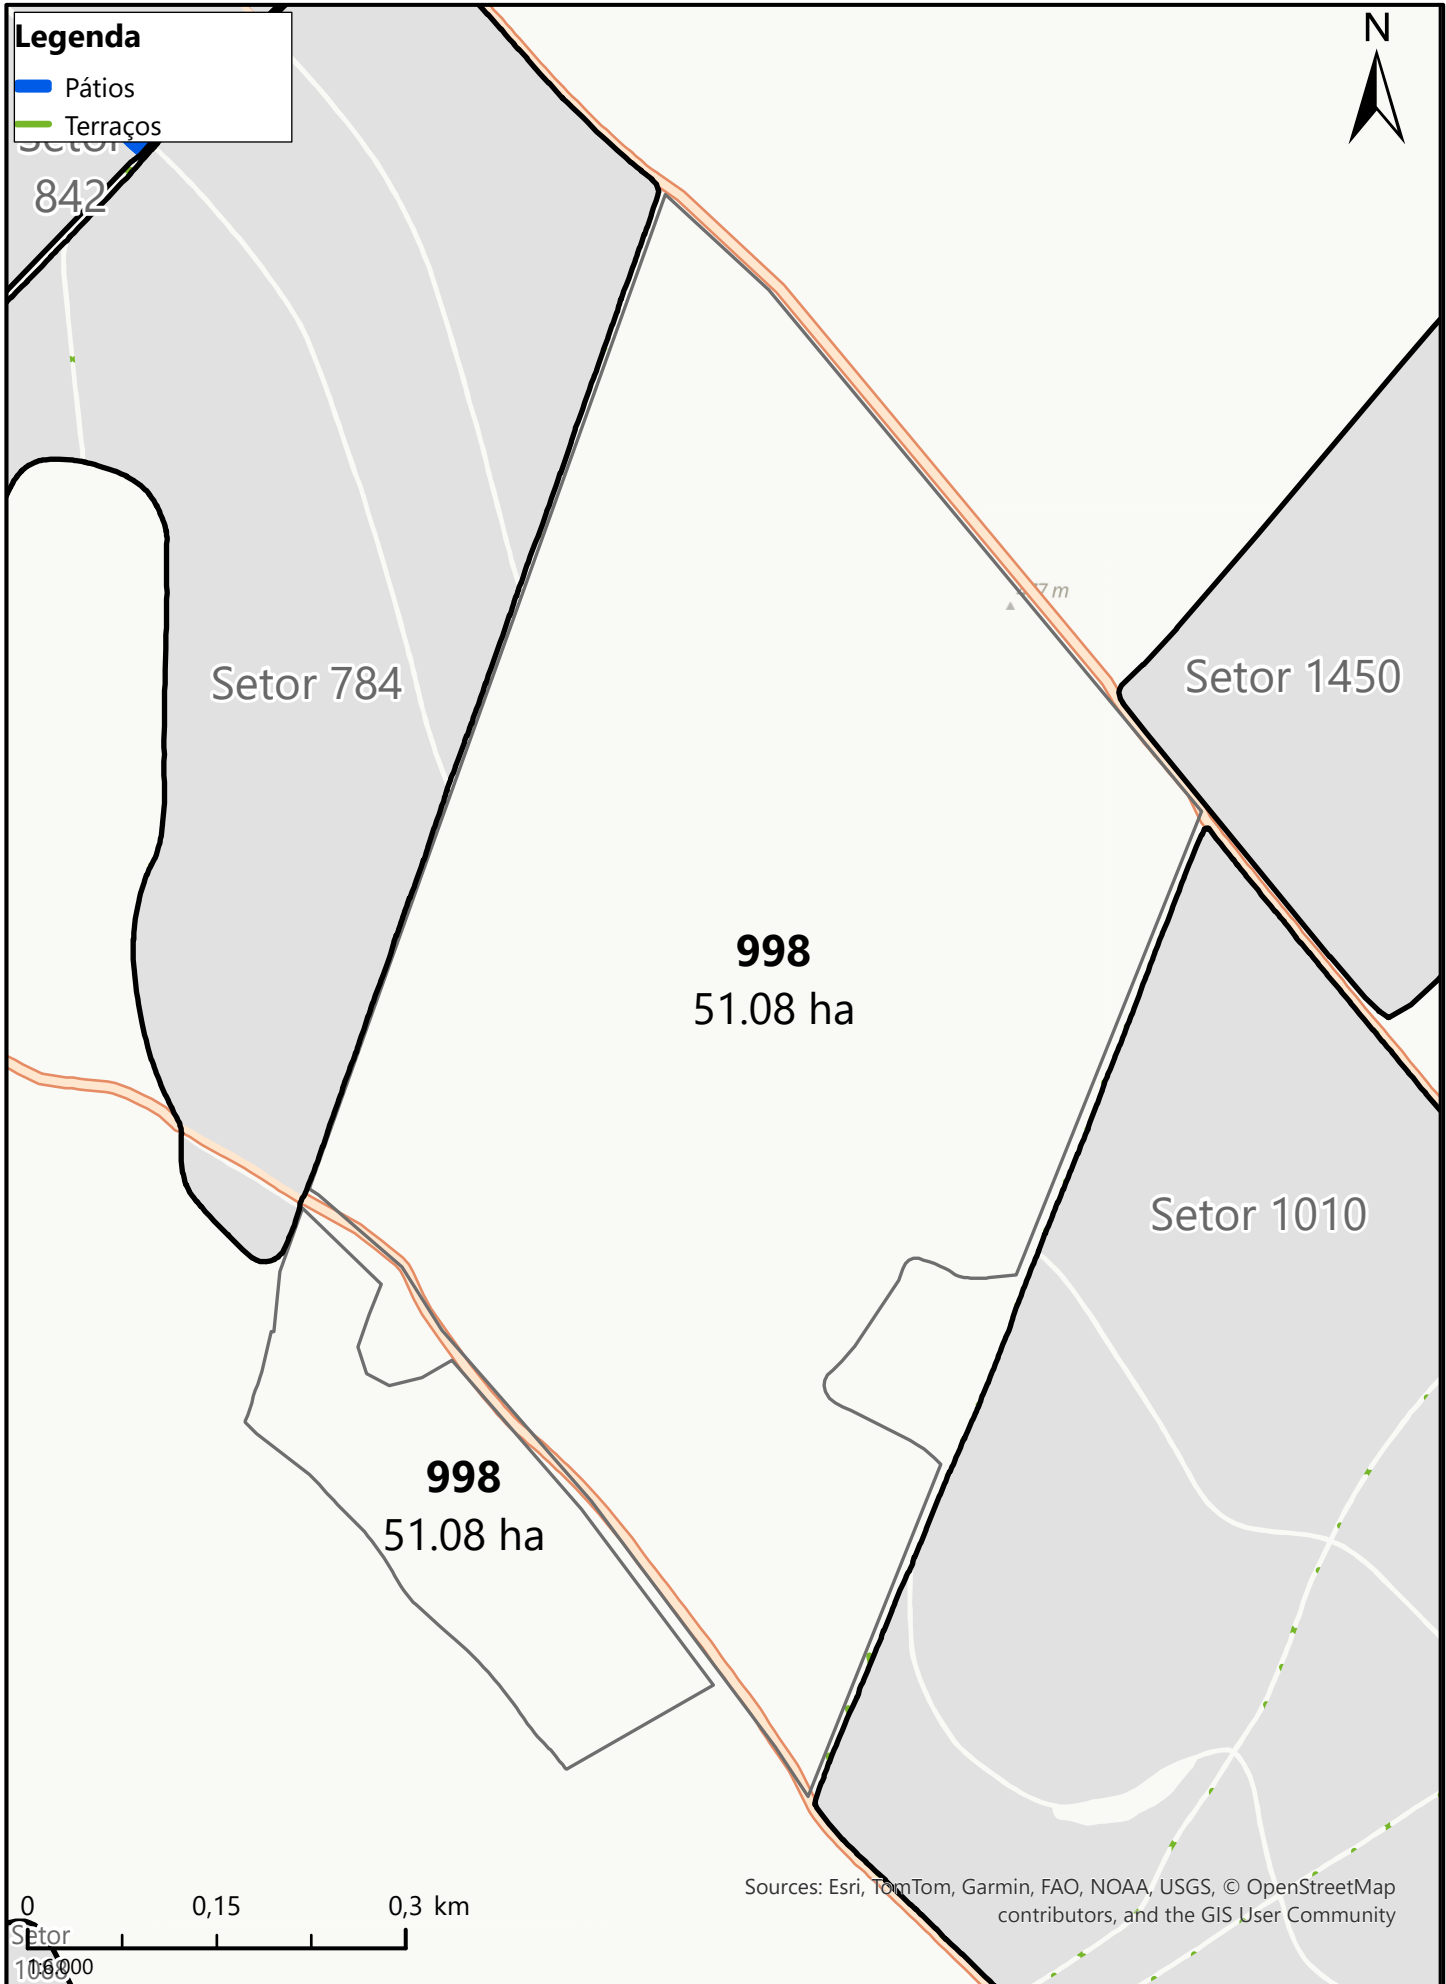 Legenda
Pátios
Terraços
N
Setor
842
7 m
Setor 784
Setor 1450
998
51.08 ha
Setor 1010
998
51.08 ha
Sources: Esri, TomTom, Garmin, FAO, NOAA, USGS, © OpenStreetMap
contributors, and the GIS User Community
0 0,15 0,3 km
Setor
1:6.000